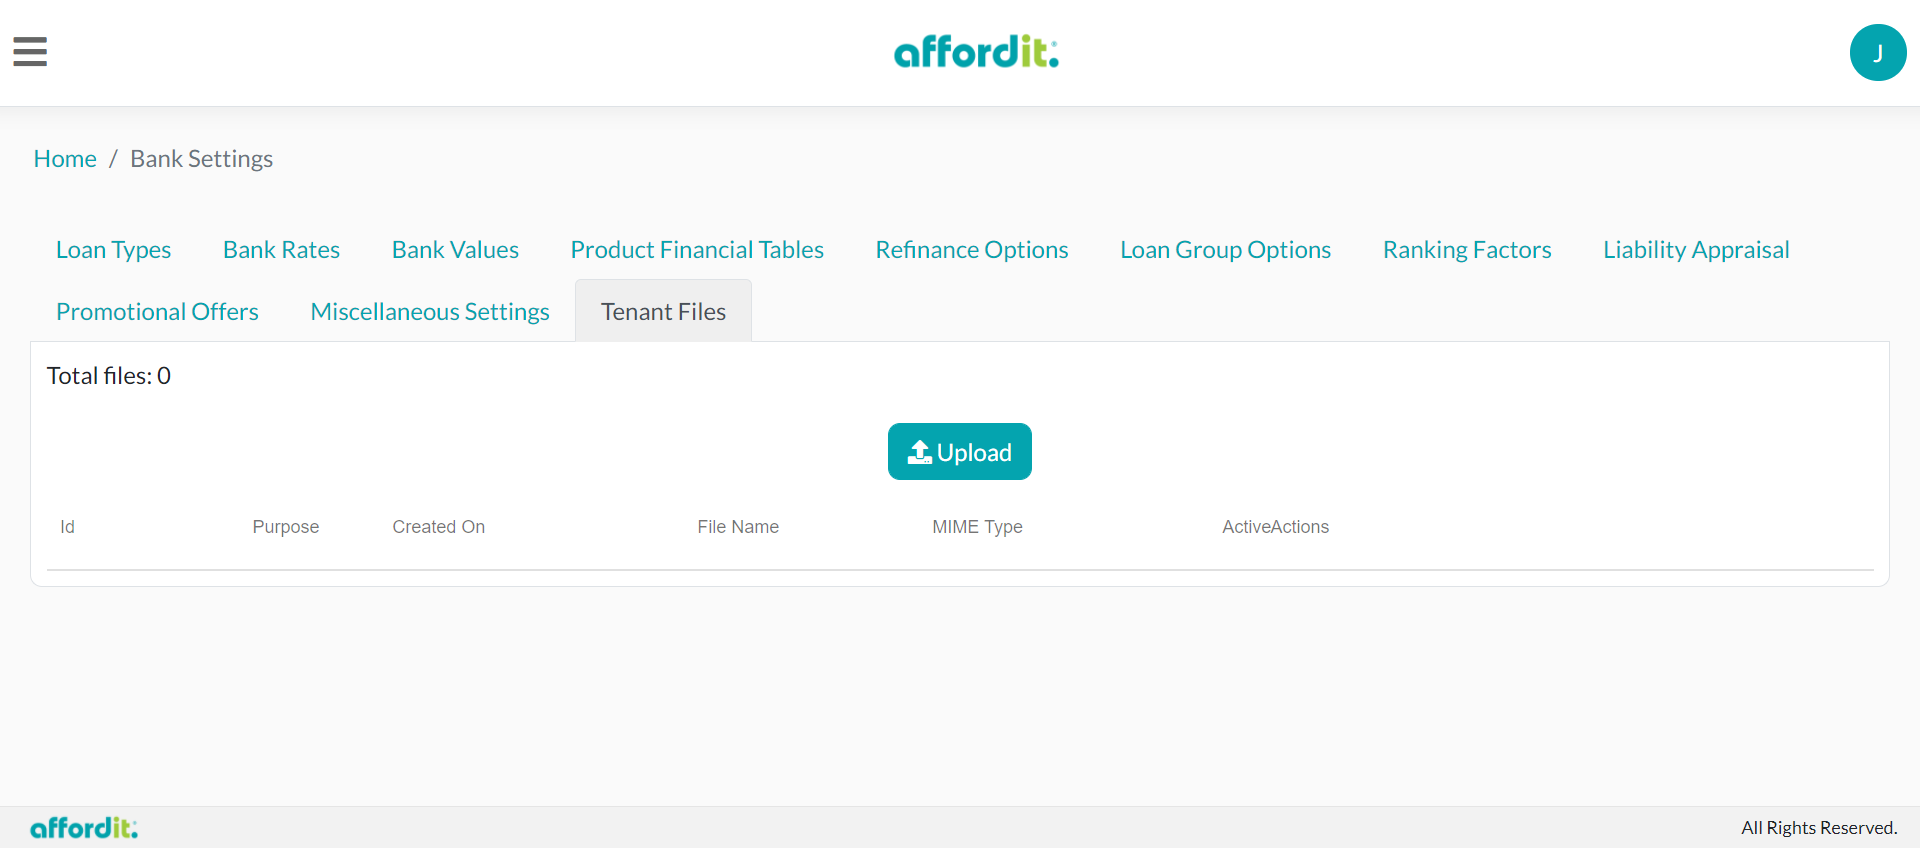 affordit.
J
Home / Bank Settings
Loan Types Bank Rates Bank Values Product Financial Tables Refinance Options Loan Group Options Ranking Factors Liability Appraisal
Promotional Offers Miscellaneous Settings Tenant Files
Total files: 0
Upload
Id Purpose Created On File Name MIME Type ActiveActions
affordit. All Rights Reserved.